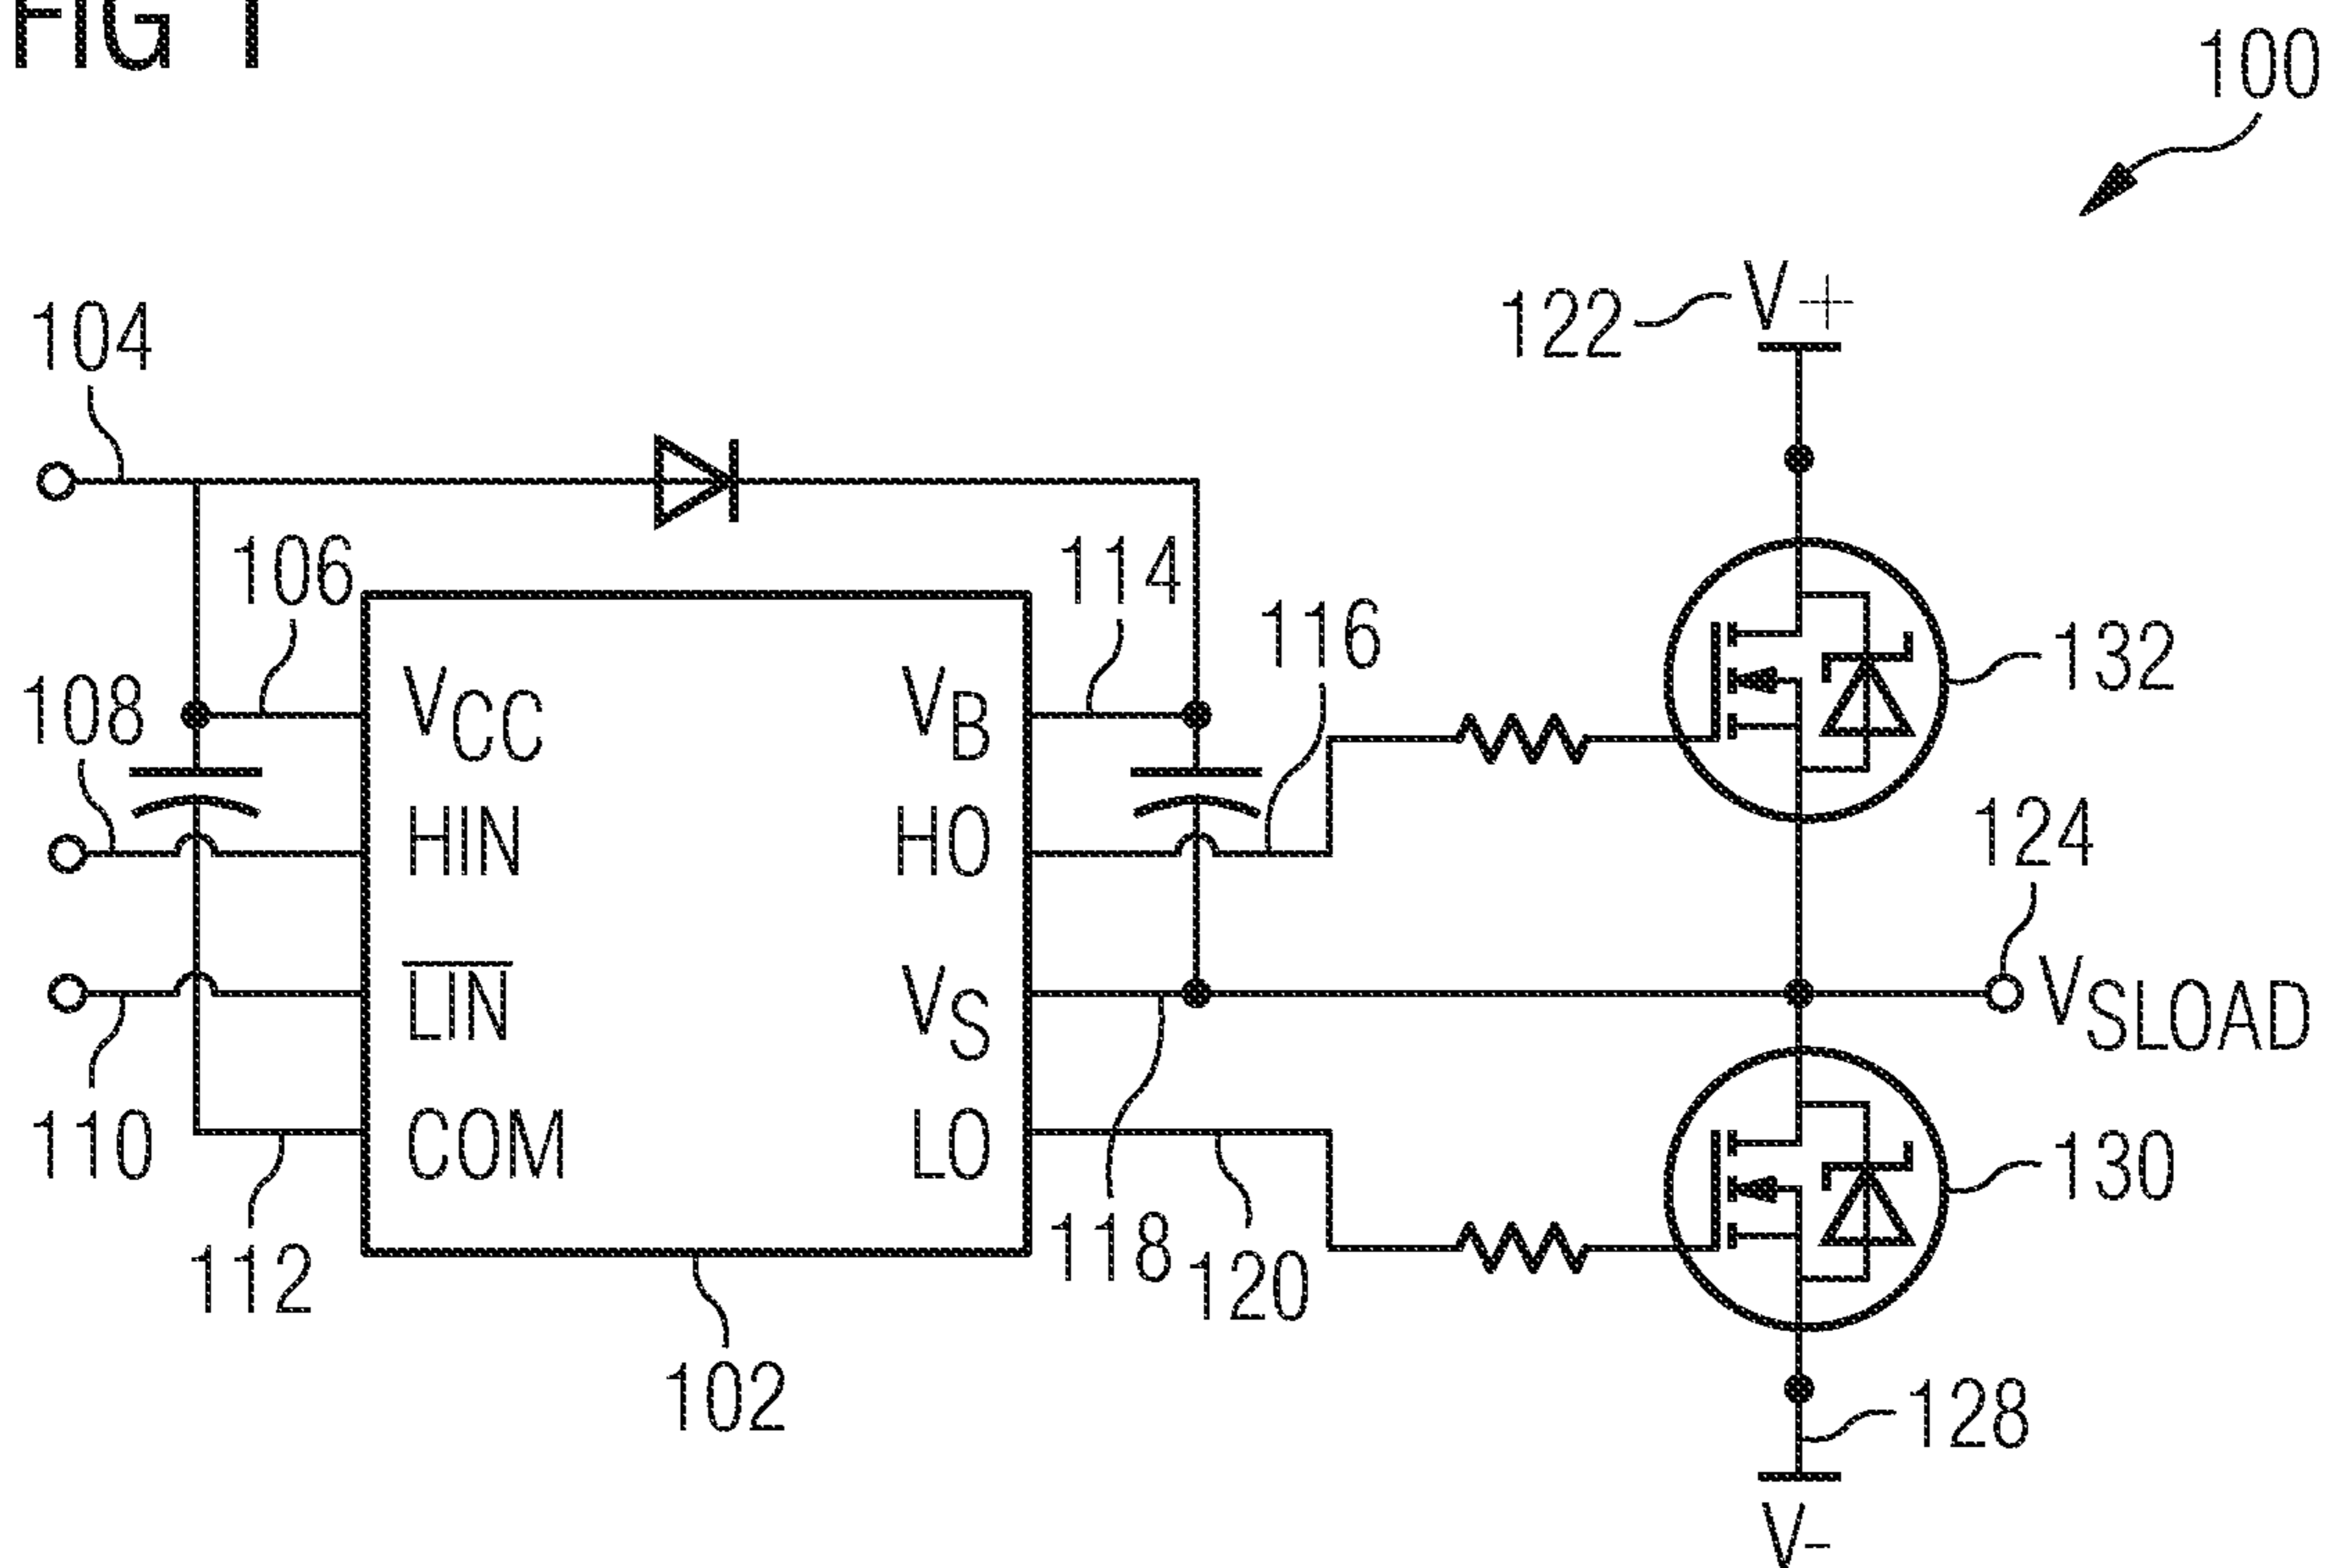 FIG 1
100
122
V+
104
106
114
116
132
108
VCC
VB
HIN
HO
124
LIN
VS
VSLOAD
110
COM
LO
130
112
118
120
102
128
V-